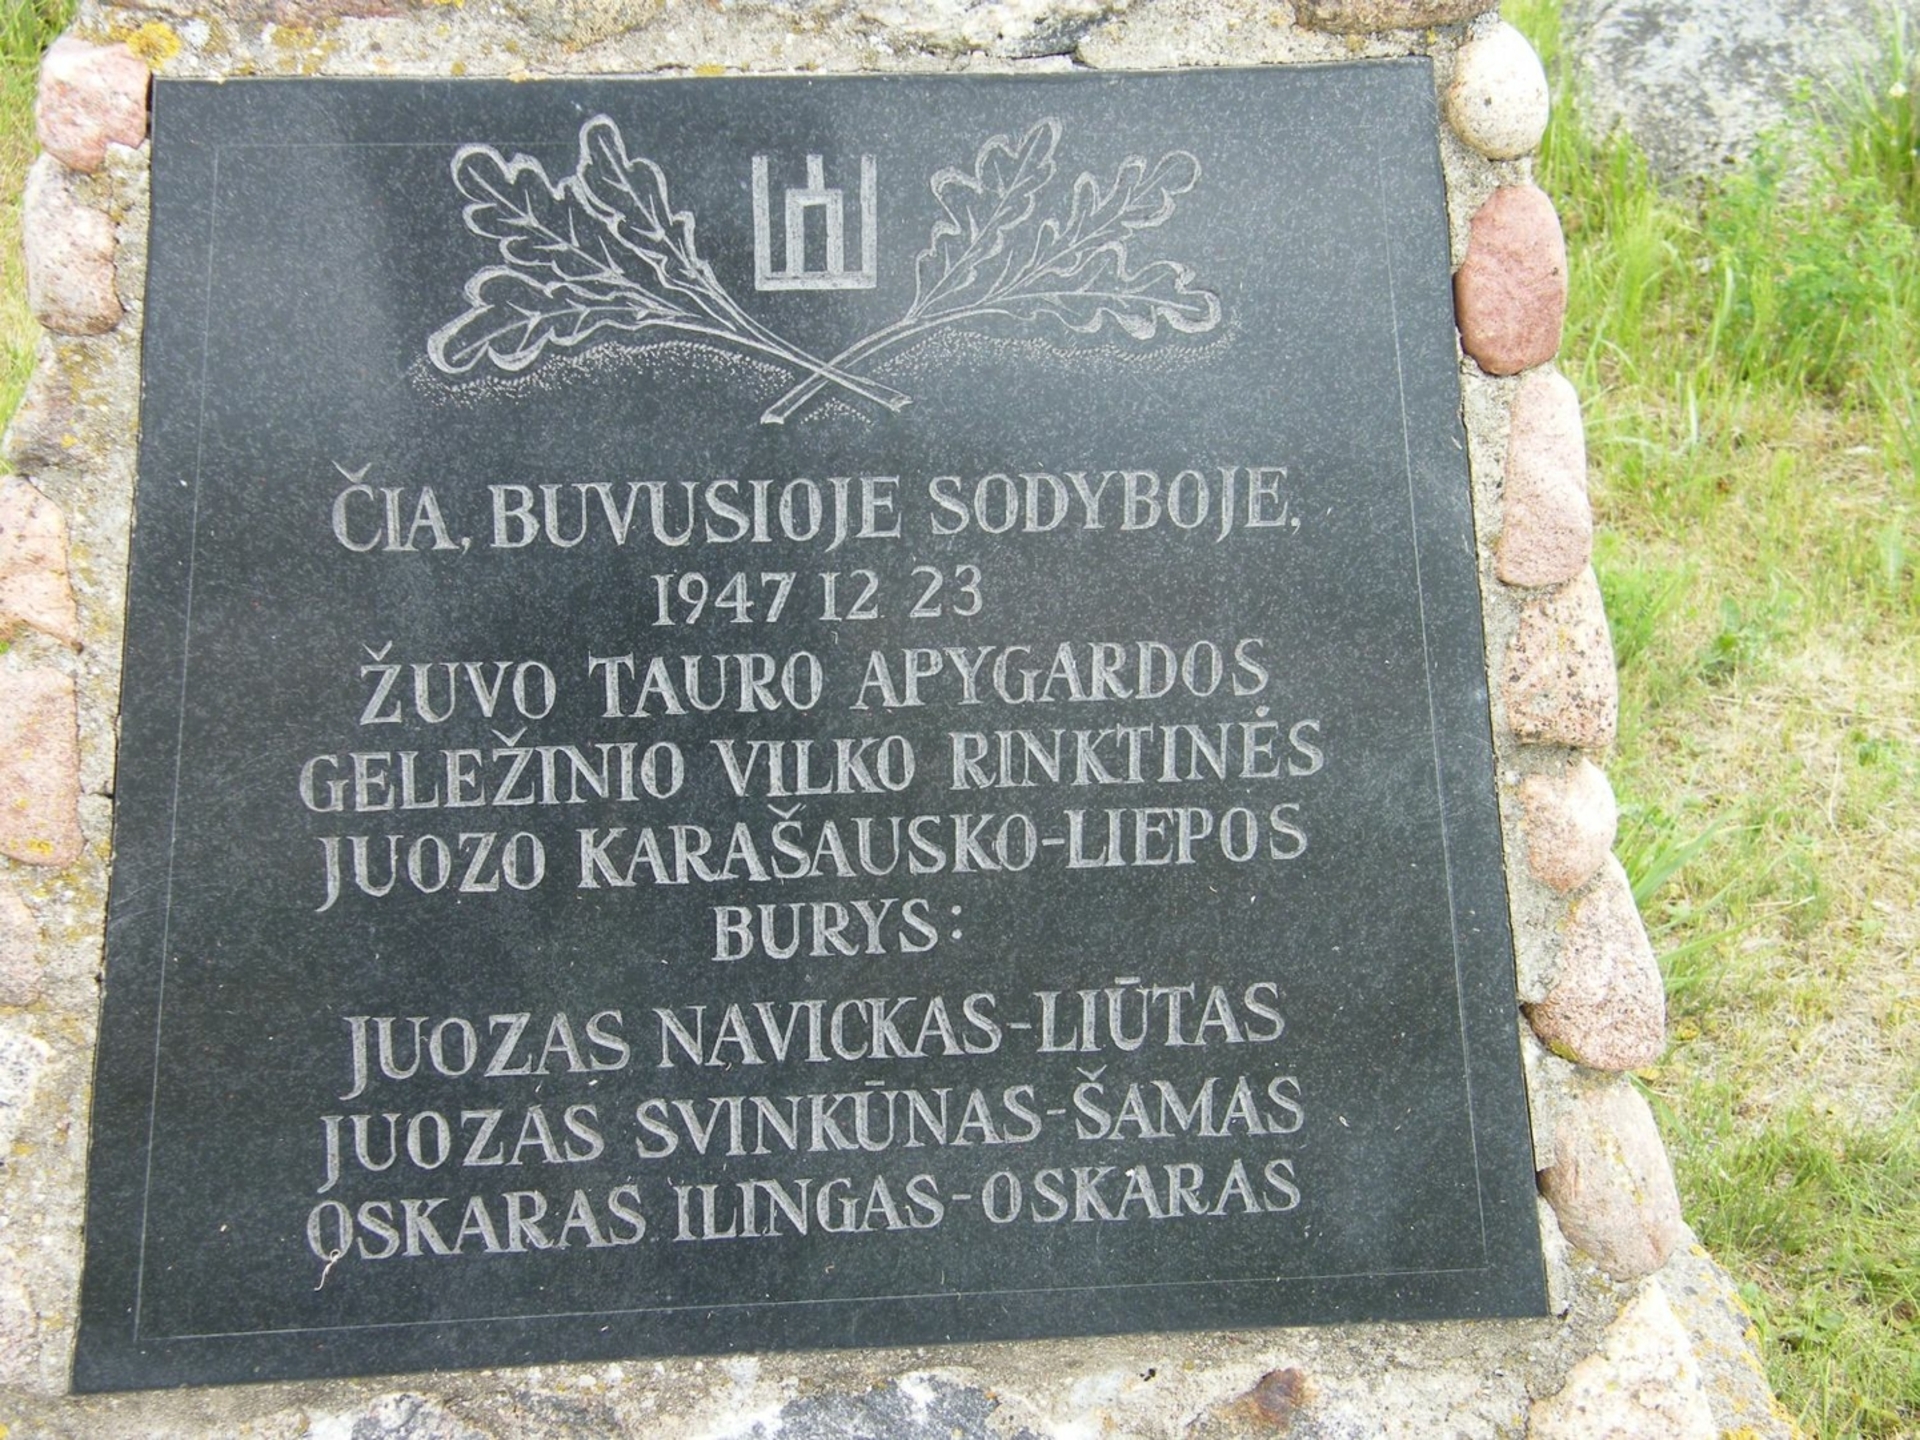 ČIA, BUVUSIOJE SODYBOJE,
1947 12 23
ŽUVO TAURO APYGARDOS
GELEŽINIO VILKO RINKTINĖS
JUOZO KARAŠAUSKO-LIEPOS
BURYS:
JUOZAS NAVICKAS-LIŪTAS
JUOZAS SVINKŪNAS-ŠAMAS
OSKARAS ILINGAS-OSKARAS